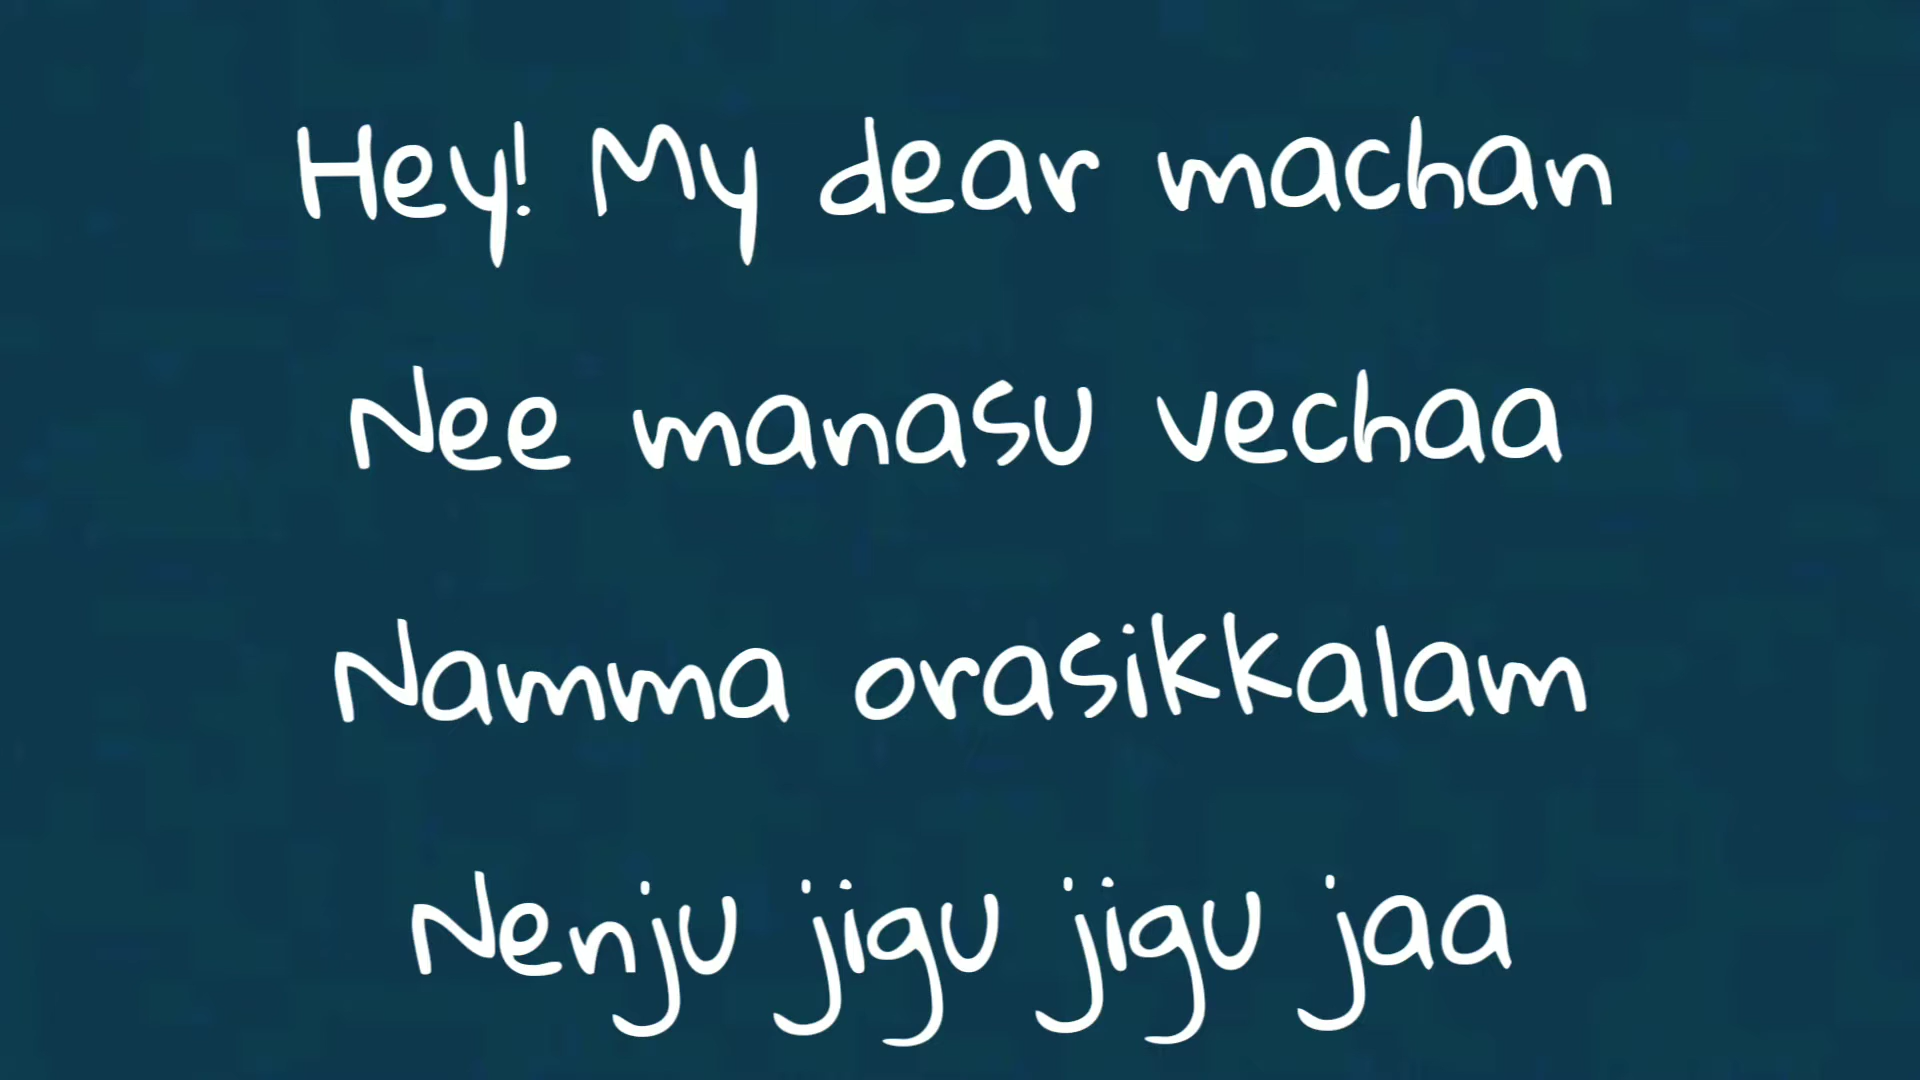 Hey! My dear machan
Nee manasu vechaa
Namma orasikkalam
Nenju jigu jigu jaa